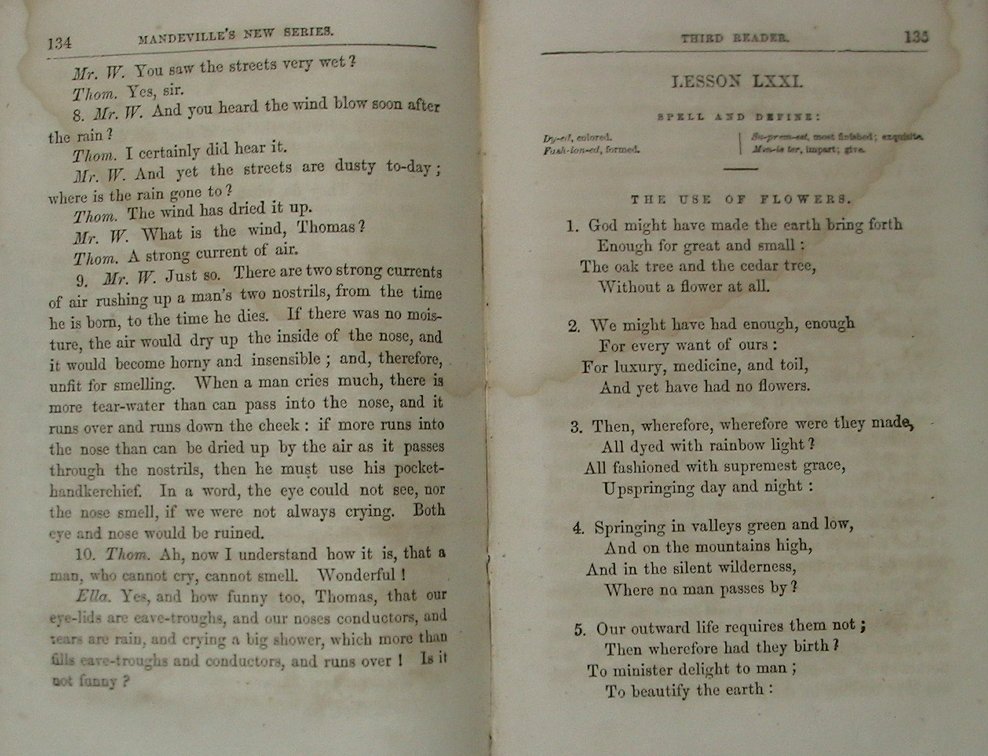 134 MANDEVILLE'S NEW SERIES.
Mr. W. You saw the streets very wet?
Thom. Yes, sir.
8. Mr. W. And you heard the wind blow soon after
the rain?
Thom. I certainly did hear it.
Mr. W. And yet the streets are dusty to-day;
where is the rain gone to?
Thom. The wind has dried it up.
Mr. W. What is the wind, Thomas?
Thom. A strong current of air.
9. Mr. W. Just so. There are two strong currents
of air rushing up a man's two nostrils, from the time
he is born, to the time he dies. If there was no mois-
ture, the air would dry up the inside of the nose, and
it would become horny and insensible; and, therefore,
unfit for smelling. When a man cries much, there is
more tear-water than can pass into the nose, and it
runs over and runs down the cheek: if more runs into
the nose than can be dried up by the air as it passes
through the nostrils, then he must use his pocket-
handkerchief. In a word, the eye could not see, nor
the nose smell, if we were not always crying. Both
eye and nose would be ruined.
10. Thom. Ah, now I understand how it is, that a
man, who cannot cry, cannot smell. Wonderful!
Ella. Yes, and how funny too, Thomas, that our
eye-lids are eave-troughs, and our noses conductors, and
tears are rain, and crying a big shower, which more than
fills eave-troughs and conductors, and runs over! Is it
not funny?
THIRD READER. 135
LESSON LXXI.
SPELL AND DEFINE:
Dy-ed, colored.
Fash-ion-ed, formed.
Su-prem-est, most finished; exquisite.
Min-is ter, impart; give.
THE USE OF FLOWERS.
1. God might have made the earth bring forth
Enough for great and small:
The oak tree and the cedar tree,
Without a flower at all.
2. We might have had enough, enough
For every want of ours:
For luxury, medicine, and toil,
And yet have had no flowers.
3. Then, wherefore, wherefore were they made,
All dyed with rainbow light?
All fashioned with supremest grace,
Upspringing day and night:
4. Springing in valleys green and low,
And on the mountains high,
And in the silent wilderness,
Where no man passes by?
5. Our outward life requires them not;
Then wherefore had they birth?
To minister delight to man;
To beautify the earth: